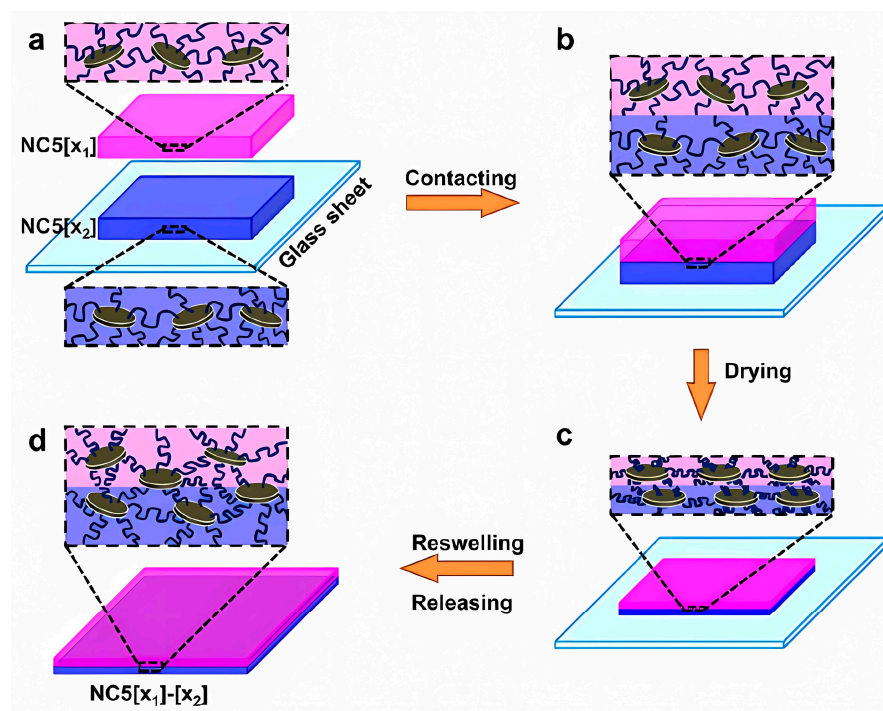 a
NC5[x₁]
NC5[x₂]
Glass sheet
Contacting
b
Drying
c
Reswelling
Releasing
d
NC5[x₁]-[x₂]